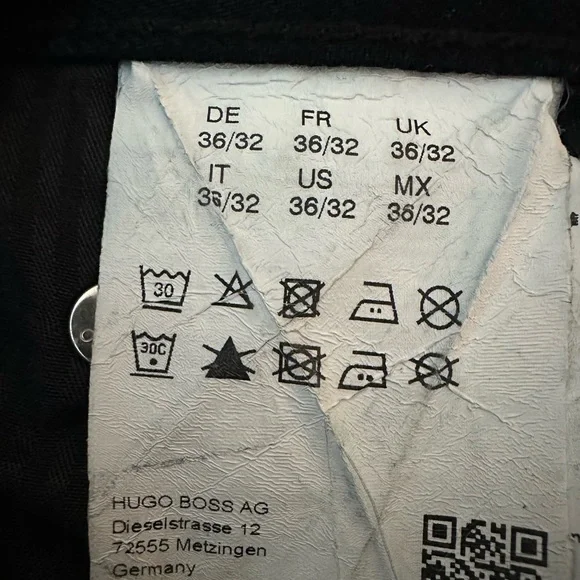 DE FR UK
36/32 36/32 36/32
IT US MX
36/32 36/32 36/32
30
30C
HUGO BOSS AG
Dieselstrasse 12
72555 Metzingen
Germany